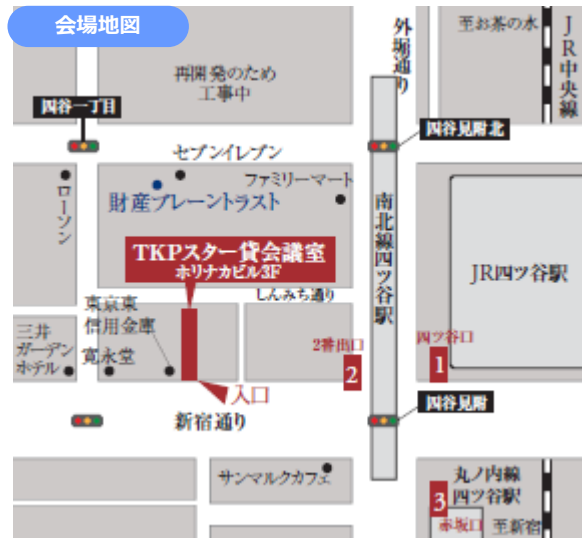 会場地図
外堀通り
至お茶の水
JR中央線
再開発のため
工事中
四谷一丁目
四谷見附北
セブンイレブン
ローソン
ファミリーマート
財産ブレーントラスト
南北線四ツ谷駅
JR四ツ谷駅
TKPスター貸会議室
ホリナカビル3F
しんみち通り
東京東
信用金庫
三井
ガーデン
ホテル
寛永堂
2番出口
2
四ツ谷口
1
入口
四谷見附
新宿通り
サンマルクカフェ
丸ノ内線
四ツ谷駅
3
赤坂口
至新宿